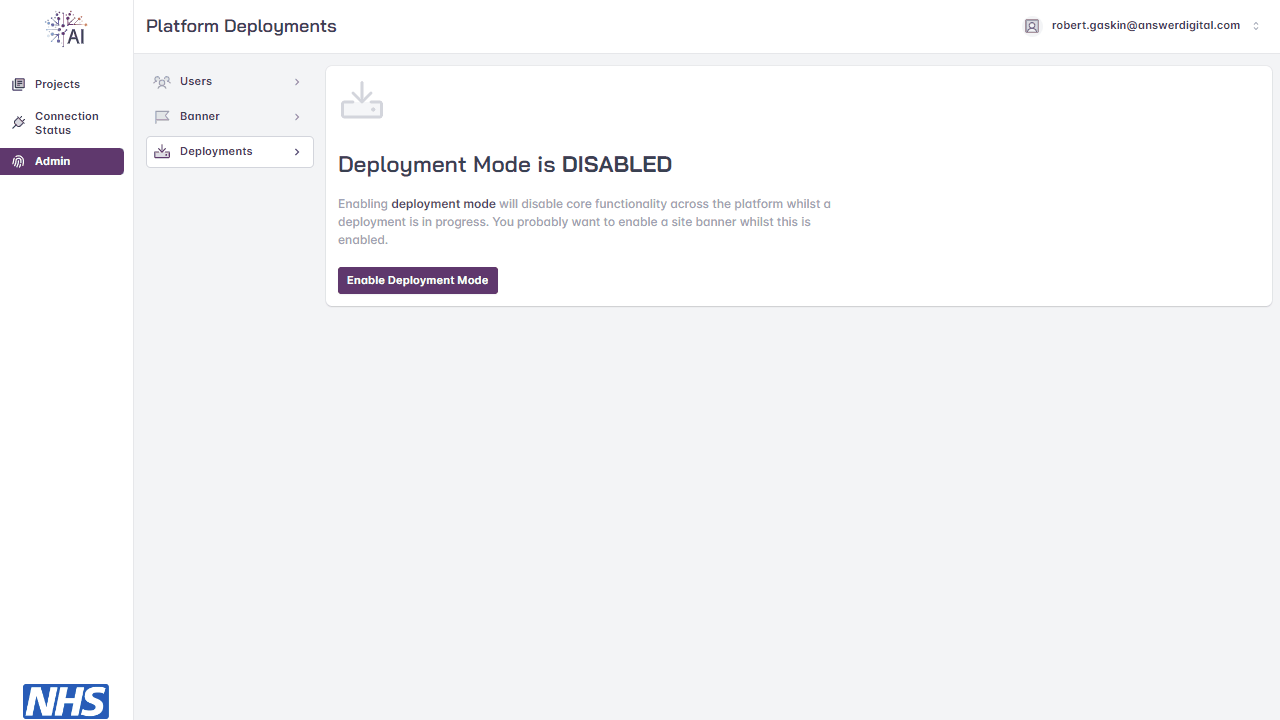 AI
Platform Deployments
robert.gaskin@answerdigital.com
Projects
Connection
Status
Admin
Users
Banner
Deployments
Deployment Mode is DISABLED
Enabling deployment mode will disable core functionality across the platform whilst a
deployment is in progress. You probably want to enable a site banner whilst this is
enabled.
Enable Deployment Mode
NHS